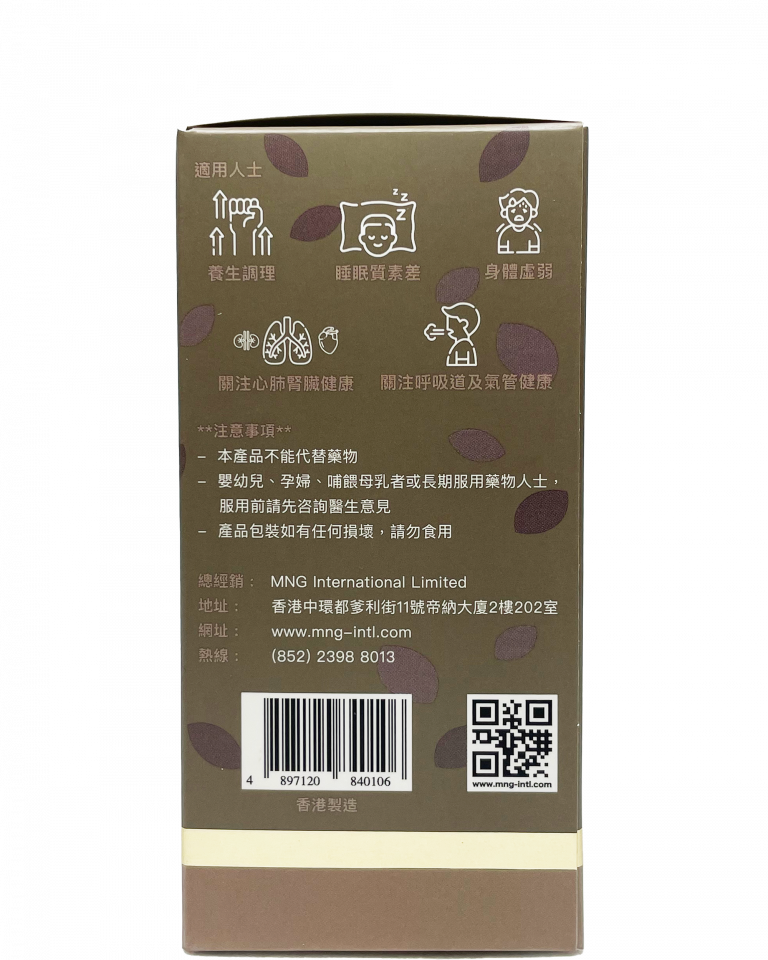 適用人士
z z Z
養生調理 睡眠質素差 身體虛弱
關注心肺腎臟健康 關注呼吸道及氣管健康
**注意事項**
– 本產品不能代替藥物
– 嬰幼兒、孕婦、哺餵母乳者或長期服用藥物人士，
服用前請先咨詢醫生意見
– 產品包裝如有任何損壞，請勿食用
總經銷： MNG International Limited
地址： 香港中環都爹利街11號帝納大廈2樓202室
網址： www.mng-intl.com
熱線： (852) 2398 8013
4 897120 840106
www.mng-intl.com
香港製造